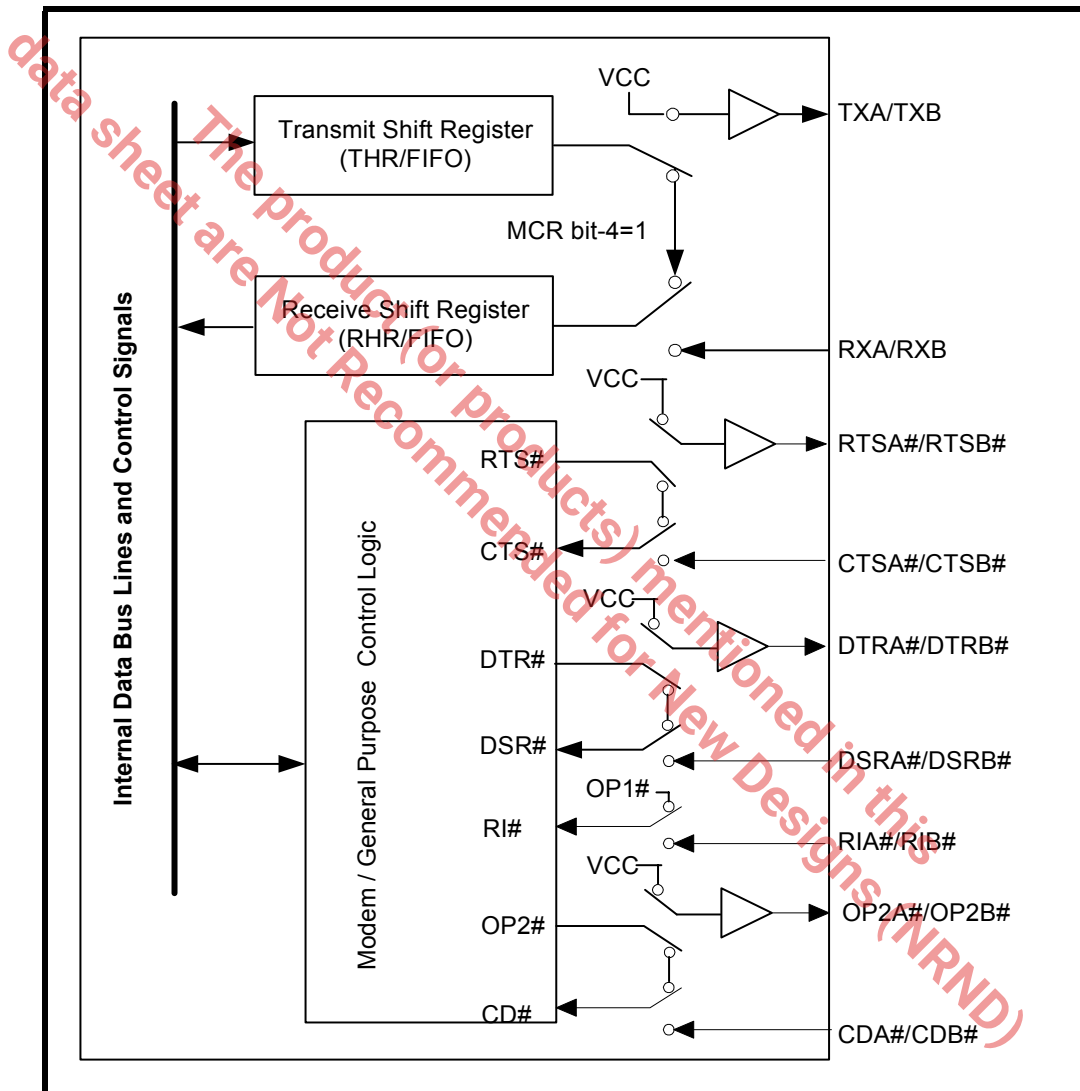 VCC
TXA/TXB
Transmit Shift Register
(THR/FIFO)
MCR bit-4=1
Receive Shift Register
(RHR/FIFO)
RXA/RXB
VCC
RTSA#/RTSB#
RTS#
CTS#
CTSA#/CTSB#
VCC
DTRA#/DTRB#
DTR#
DSR#
DSRA#/DSRB#
OP1#
RI#
RIA#/RIB#
VCC
OP2A#/OP2B#
OP2#
CD#
CDA#/CDB#
Internal Data Bus Lines and Control Signals
Modem / General Purpose Control Logic
The product (or products) mentioned in this
data sheet are Not Recommended for New Designs (NRND)